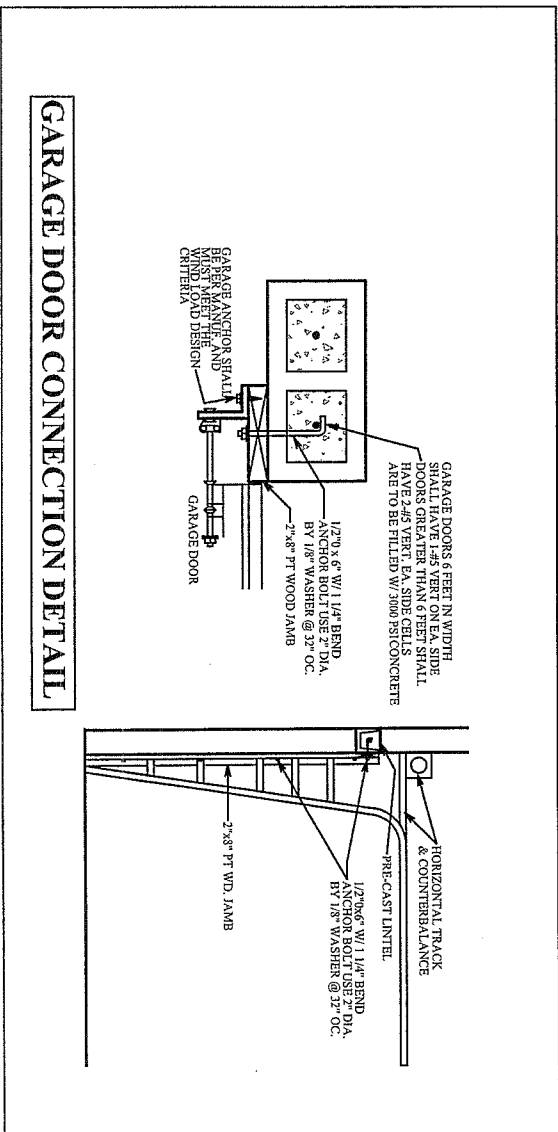 GARAGE DOORS 6 FEET IN WIDTH
SHALL HAVE 1-#5 VERT ON EA. SIDE
DOORS GREATER THAN 6 FEET SHALL
HAVE 2-#5 VERT. EA. SIDE CELLS
ARE TO BE FILLED W/ 3000 PSI CONCRETE
1/2"0 x 6" W/ 1 1/4" BEND
ANCHOR BOLT USE 2" DIA.
BY 1/8" WASHER @ 32" OC.
2"x8" PT WOOD JAMB
GARAGE DOOR
GARAGE ANCHOR SHALL
BE PER MANUF. AND
MUST MEET THE
WIND LOAD DESIGN
CRITERIA
HORIZONTAL TRACK
& COUNTERBALANCE
PRE-CAST LINTEL
1/2"0x6" W/ 1 1/4" BEND
ANCHOR BOLT USE 2" DIA.
BY 1/8" WASHER @ 32" OC.
2"x8" PT WD. JAMB
GARAGE DOOR CONNECTION DETAIL